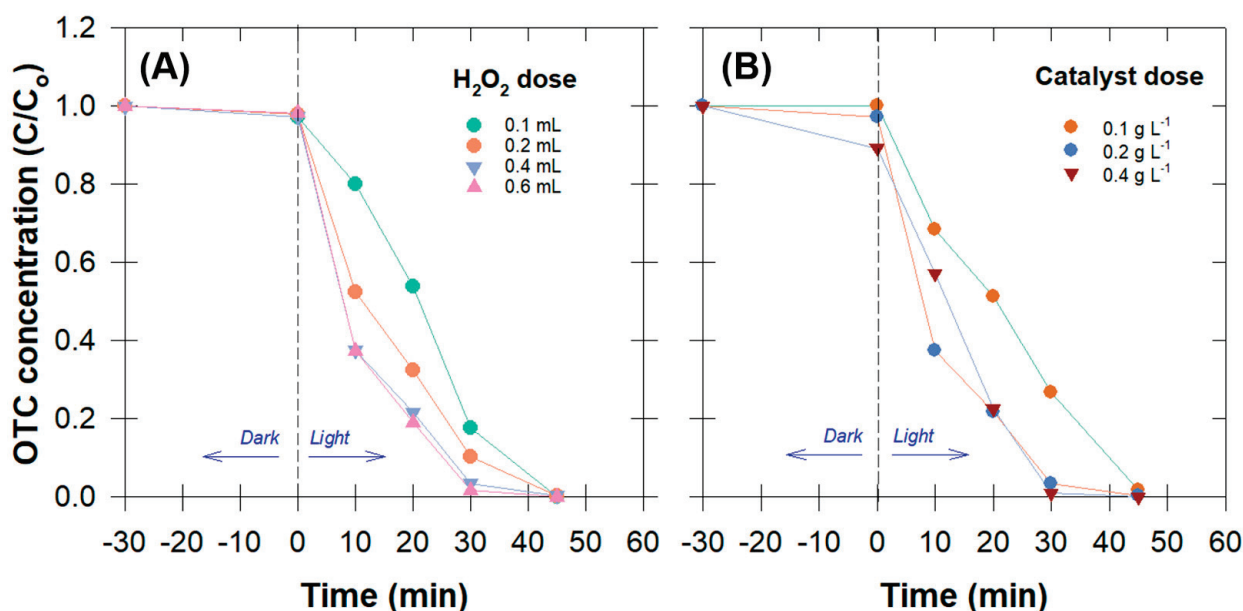 OTC concentration (C/C₀)
1.2
1.0
0.8
0.6
0.4
0.2
0.0
(A)
H₂O₂ dose
0.1 mL
0.2 mL
0.4 mL
0.6 mL
Dark
Light
-30 -20 -10 0 10 20 30 40 50 60
Time (min)
(B)
Catalyst dose
0.1 g L⁻¹
0.2 g L⁻¹
0.4 g L⁻¹
Dark
Light
-30 -20 -10 0 10 20 30 40 50 60
Time (min)